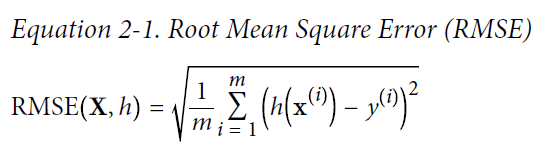 Equation 2-1. Root Mean Square Error (RMSE)
RMSE(X, h) = √(1/m ∑_{i = 1}^{m} (h(x^{(i)}) − y^{(i)})^2)